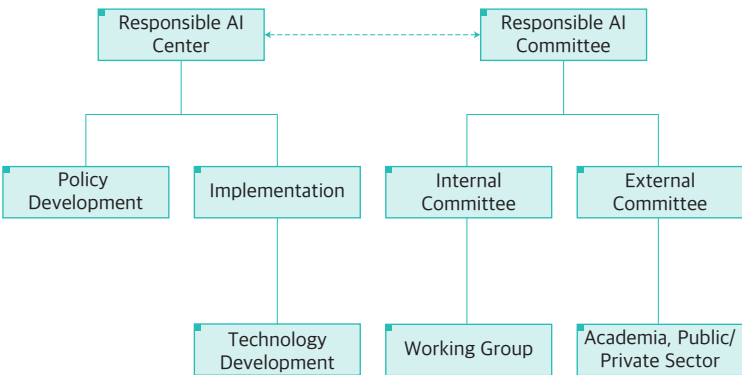 Responsible AI
Center
Responsible AI
Committee
Policy
Development
Implementation
Internal
Committee
External
Committee
Technology
Development
Working Group
Academia, Public/
Private Sector